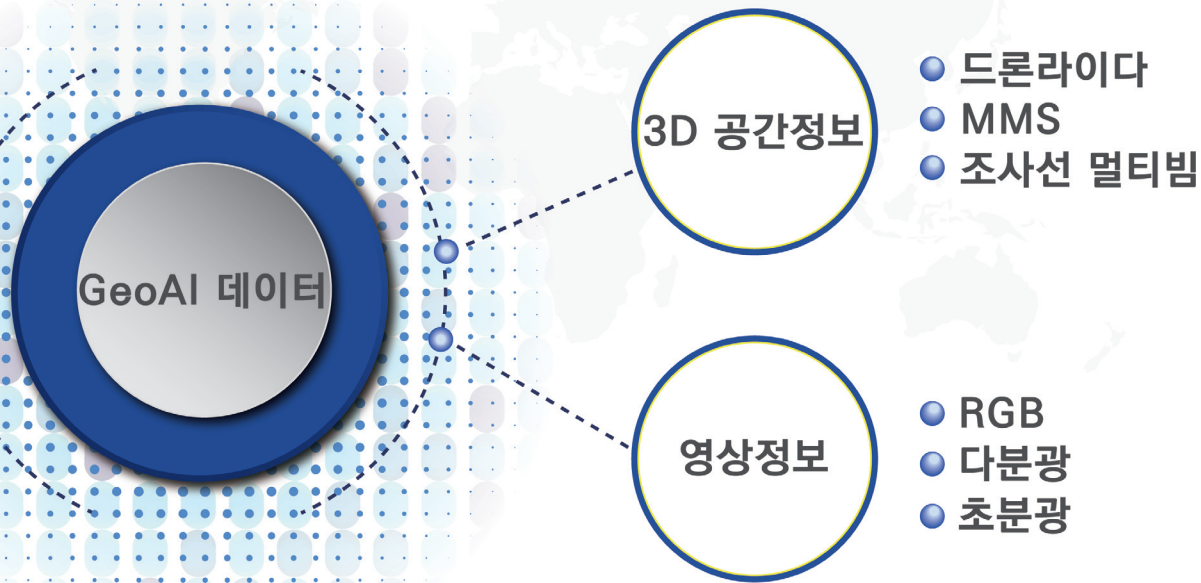 GeoAI 데이터
3D 공간정보
드론라이다
MMS
조사선 멀티빔
영상정보
RGB
다분광
초분광